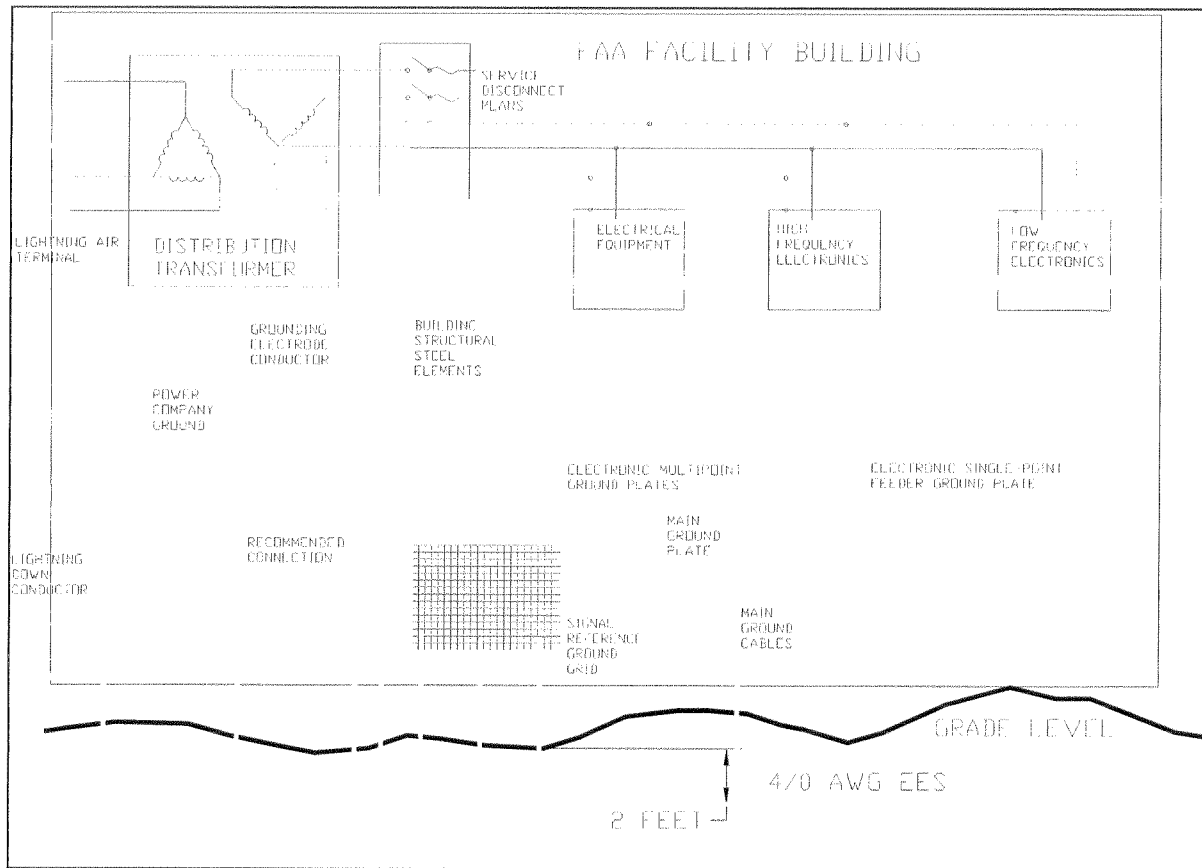 FAA FACILITY BUILDING
SERVICE
DISCONNECT
MEANS
LIGHTNING AIR
TERMINAL
DISTRIBUTION
TRANSFORMER
ELECTRICAL
EQUIPMENT
HIGH
FREQUENCY
ELECTRONICS
LOW
FREQUENCY
ELECTRONICS
GROUNDING
ELECTRODE
CONDUCTOR
BUILDING
STRUCTURAL
STEEL
ELEMENTS
POWER
COMPANY
GROUND
ELECTRONIC MULTIPOINT
GROUND PLATES
ELECTRONIC SINGLE-POINT
FEEDER GROUND PLATE
MAIN
GROUND
PLATE
RECOMMENDED
CONNECTION
LIGHTNING
DOWN
CONDUCTOR
SIGNAL
REFERENCE
GROUND
GRID
MAIN
GROUND
CABLES
GRADE LEVEL
4/0 AWG EES
2 FEET